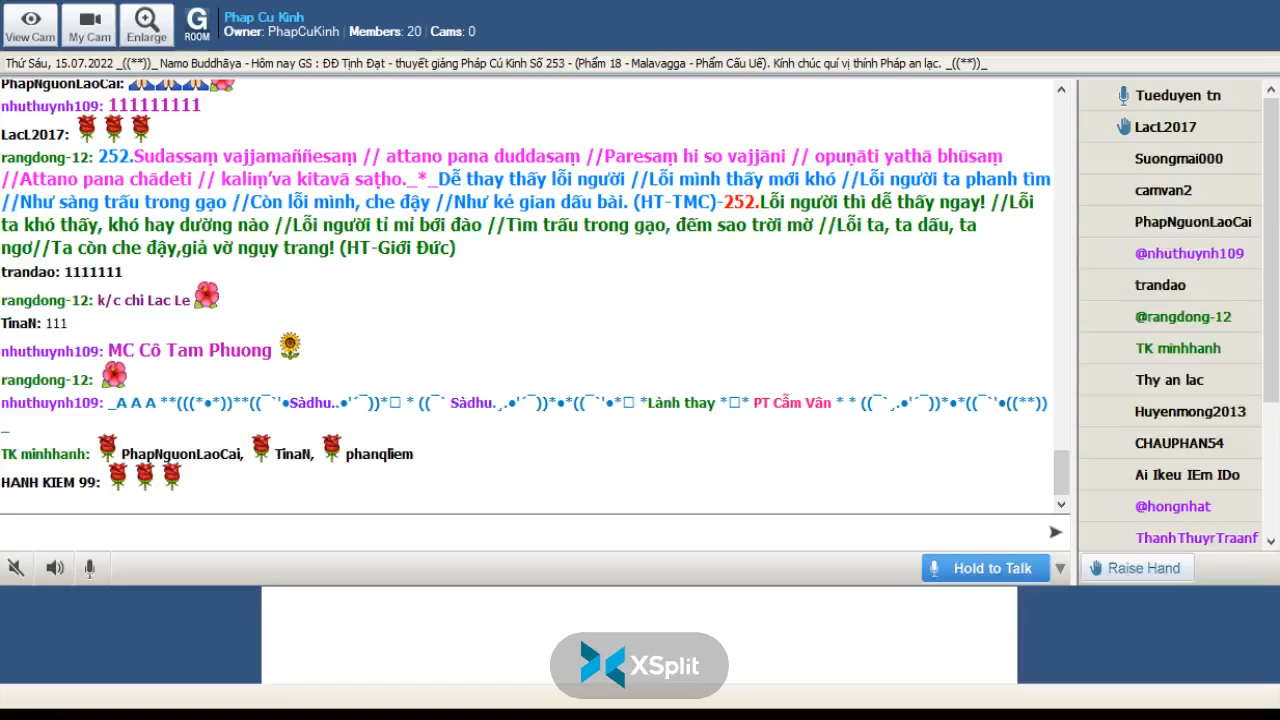 View Cam
My Cam
Enlarge
G
ROOM
Phap Cu Kinh
Owner: PhapCuKinh | Members: 20 | Cams: 0
Thứ Sáu, 15.07.2022 _((**))_ Namo Buddhāya - Hôm nay GS : ĐĐ Tịnh Đạt - thuyết giảng Pháp Cú Kinh Số 253 - (Phẩm 18 - Malavagga - Phẩm Cấu Uế). Kính chúc quí vị thính Pháp an lạc. _((**))_
PhapNguonLaoCai:
nhuthuynh109: 111111111
LacL2017:
rangdong-12: 252.Sudassaṃ vajjamaññesaṃ // attano pana duddasaṃ //Paresaṃ hi so vajjāni // opuṇāti yathā bhūsaṃ
//Attano pana chādeti // kaliṃ'va kitavā saṭho._*_Dễ thay thấy lỗi người //Lỗi mình thấy mới khó //Lỗi người ta phanh tìm
//Như sàng trấu trong gạo //Còn lỗi mình, che đậy //Như kẻ gian dấu bài. (HT-TMC)-252.Lỗi người thì dễ thấy ngay! //Lỗi
ta khó thấy, khó hay dường nào //Lỗi người tỉ mỉ bới đào //Tìm trấu trong gạo, đếm sao trời mờ //Lỗi ta, ta dấu, ta
ngơ//Ta còn che đậy,giả vờ ngụy trang! (HT-Giới Đức)
trandao: 1111111
rangdong-12: k/c chi Lac Le
TinaN: 111
nhuthuynh109: MC Cô Tam Phuong
rangdong-12:
nhuthuynh109: _A A A **(((*•*))**((¯`'•Sàdhu..•'´¯))*□ * ((¯` Sàdhu.¸.•'´¯))*•*((¯`'•*□ *Lành thay *□* PT Cẩm Vân * * ((¯`¸.•'´¯))*•*((¯`'•((**))
_
TK minhhanh: PhapNguonLaoCai, TinaN, phanqliem
HANH KIEM 99:
Hold to Talk
Tueduyen tn
LacL2017
Suongmai000
camvan2
PhapNguonLaoCai
@nhuthuynh109
trandao
@rangdong-12
TK minhhanh
Thy an lac
Huyenmong2013
CHAUPHAN54
Ai Ikeu IEm IDo
@hongnhat
ThanhThuyrTraanf
Raise Hand
XSplit